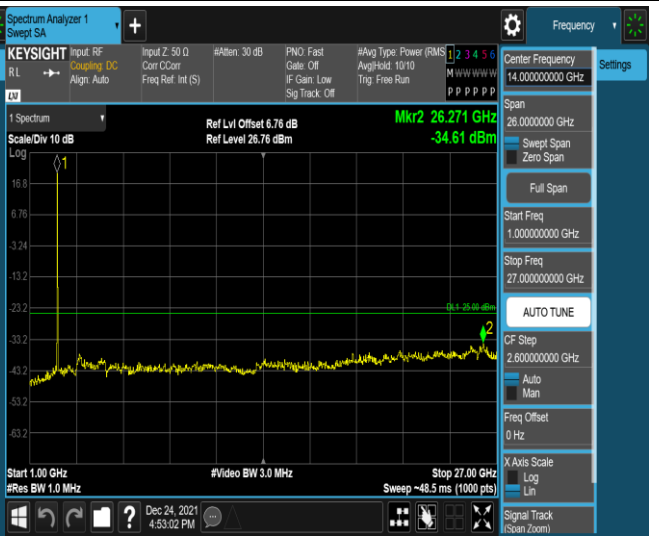 Spectrum Analyzer 1
Swept SA
+
Frequency
KEYSIGHT
RL
LXI
Input: RF
Coupling: DC
Align: Auto
Input Z: 50 Ω
Corr CCorr
Freq Ref: Int (S)
#Atten: 30 dB
PNO: Fast
Gate: Off
IF Gain: Low
Sig Track: Off
#Avg Type: Power (RMS
Avg|Hold: 10/10
Trig: Free Run
1 2 3 4 5 6
M W W W W W
P P P P P P
1 Spectrum
Scale/Div 10 dB
Log
Ref Lvl Offset 6.76 dB
Ref Level 26.76 dBm
Mkr2 26.271 GHz
-34.61 dBm
1
16.8
6.76
-3.24
-13.2
-23.2
DL1 -25.00 dBm
2
-33.2
-43.2
-53.2
-63.2
Start 1.00 GHz
#Res BW 1.0 MHz
#Video BW 3.0 MHz
Stop 27.00 GHz
Sweep ~48.5 ms (1000 pts)
?
Dec 24, 2021
4:53:02 PM
Center Frequency
14.000000000 GHz
Settings
Span
26.0000000 GHz
Swept Span
Zero Span
Full Span
Start Freq
1.000000000 GHz
Stop Freq
27.000000000 GHz
AUTO TUNE
CF Step
2.600000000 GHz
Auto
Man
Freq Offset
0 Hz
X Axis Scale
Log
Lin
Signal Track
(Span Zoom)